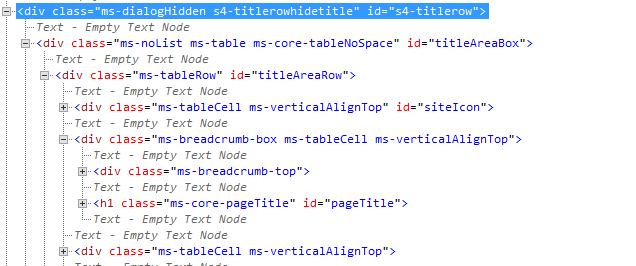 <div class="ms-dialogHidden s4-titlerowhidetitle" id="s4-titlerow">
Text - Empty Text Node
<div class="ms-noList ms-table ms-core-tableNoSpace" id="titleAreaBox">
Text - Empty Text Node
<div class="ms-tableRow" id="titleAreaRow">
Text - Empty Text Node
<div class="ms-tableCell ms-verticalAlignTop" id="siteIcon">
Text - Empty Text Node
<div class="ms-breadcrumb-box ms-tableCell ms-verticalAlignTop">
Text - Empty Text Node
<div class="ms-breadcrumb-top">
Text - Empty Text Node
<h1 class="ms-core-pageTitle" id="pageTitle">
Text - Empty Text Node
Text - Empty Text Node
<div class="ms-tableCell ms-verticalAlignTop">
Text - Empty Text Node